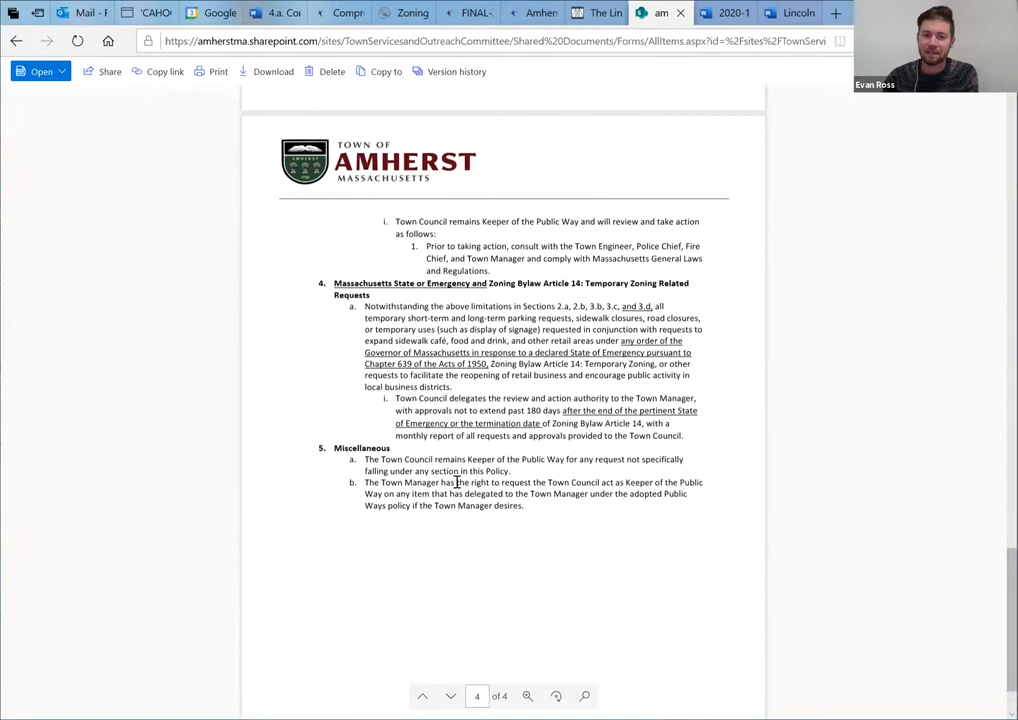 Mail - F
'CAHO
Google
4.a. Co
Compr
Zoning
FINAL-
Amher
The Lin
am
2020-1
Lincoln
https://amherstma.sharepoint.com/sites/TownServicesandOutreachCommittee/Shared%20Documents/Forms/AllItems.aspx?id=%2Fsites%2FTownServi
Evan Ross
Open
Share
Copy link
Print
Download
Delete
Copy to
Version history
TOWN OF
AMHERST
MASSACHUSETTS
i. Town Council remains Keeper of the Public Way and will review and take action
as follows:
1. Prior to taking action, consult with the Town Engineer, Police Chief, Fire
Chief, and Town Manager and comply with Massachusetts General Laws
and Regulations.
4. Massachusetts State or Emergency and Zoning Bylaw Article 14: Temporary Zoning Related
Requests
a. Notwithstanding the above limitations in Sections 2.a, 2.b, 3.b, 3.c, and 3.d, all
temporary short-term and long-term parking requests, sidewalk closures, road closures,
or temporary uses (such as display of signage) requested in conjunction with requests to
expand sidewalk café, food and drink, and other retail areas under any order of the
Governor of Massachusetts in response to a declared State of Emergency pursuant to
Chapter 639 of the Acts of 1950, Zoning Bylaw Article 14: Temporary Zoning, or other
requests to facilitate the reopening of retail business and encourage public activity in
local business districts.
i. Town Council delegates the review and action authority to the Town Manager,
with approvals not to extend past 180 days after the end of the pertinent State
of Emergency or the termination date of Zoning Bylaw Article 14, with a
monthly report of all requests and approvals provided to the Town Council.
5. Miscellaneous
a. The Town Council remains Keeper of the Public Way for any request not specifically
falling under any section in this Policy.
b. The Town Manager has the right to request the Town Council act as Keeper of the Public
Way on any item that has delegated to the Town Manager under the adopted Public
Ways policy if the Town Manager desires.
4 of 4